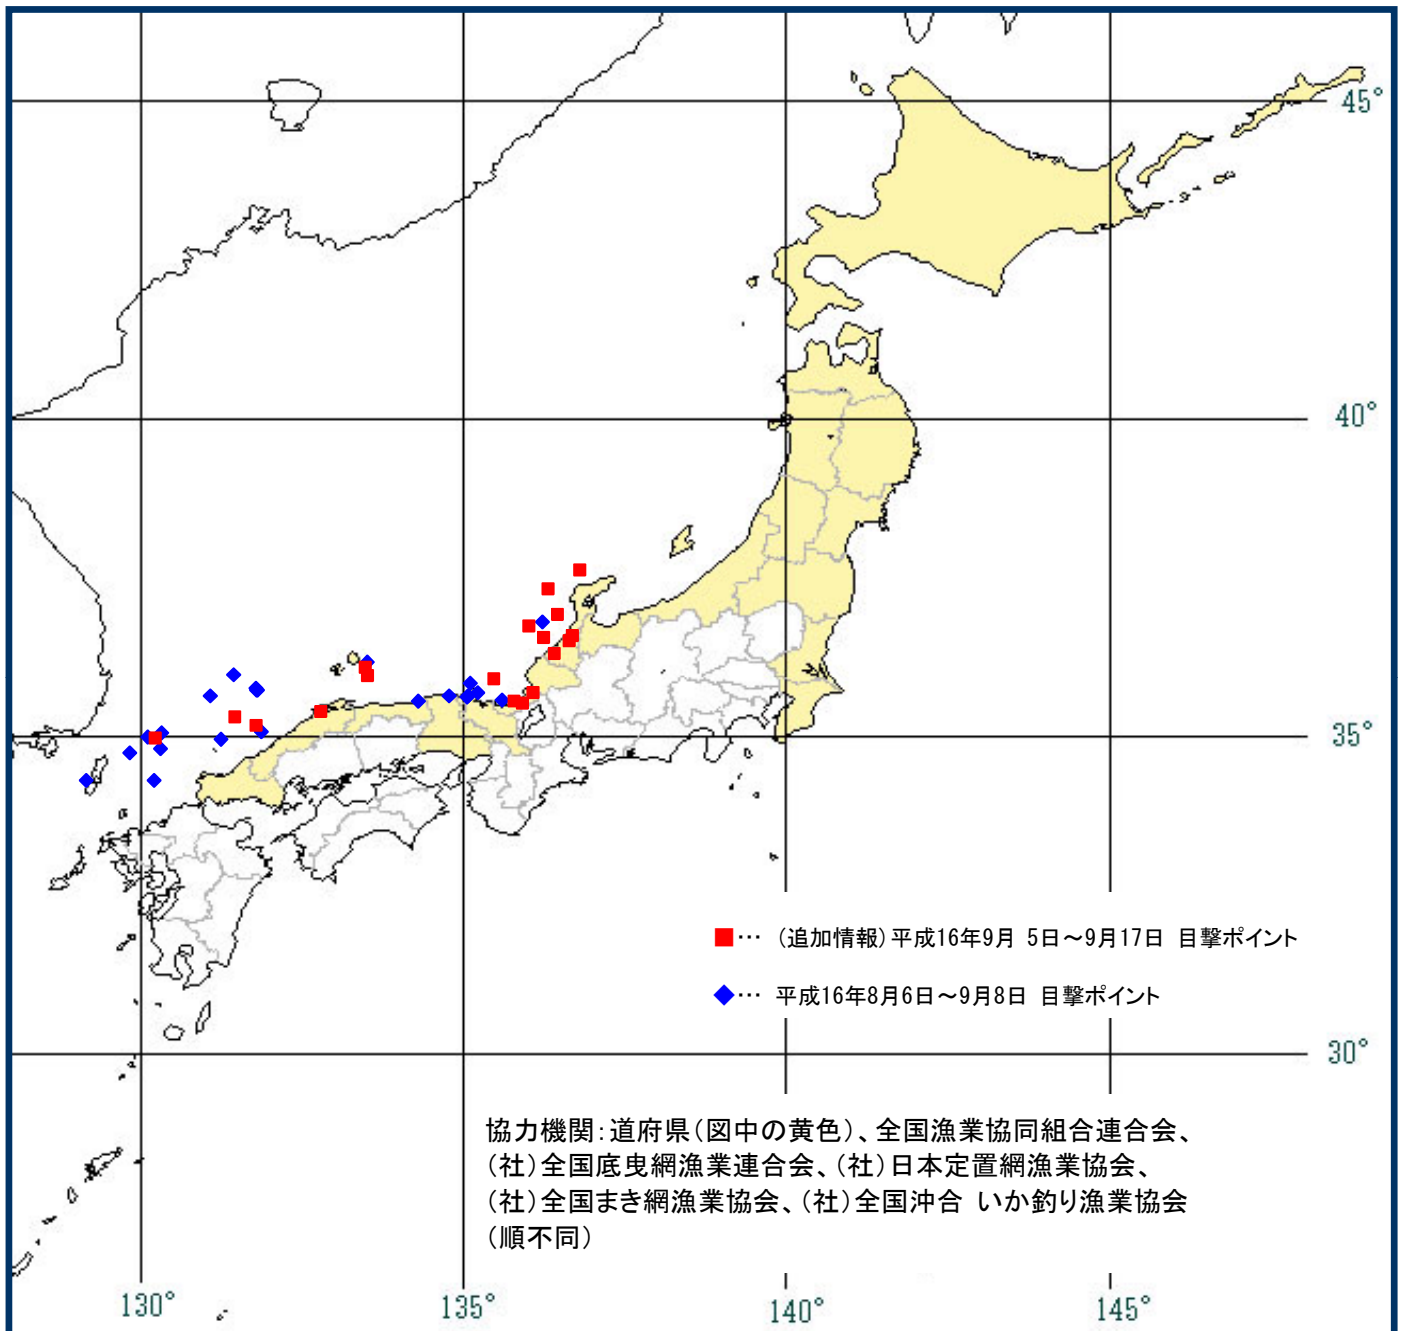 45°
40°
35°
■… （追加情報）平成16年9月 5日～9月17日 目撃ポイント
◆… 平成16年8月6日～9月8日 目撃ポイント
30°
協力機関：道府県（図中の黄色）、全国漁業協同組合連合会、
（社）全国底曳網漁業連合会、（社）日本定置網漁業協会、
（社）全国まき網漁業協会、（社）全国沖合 いか釣り漁業協会
（順不同）
130° 135° 140° 145°